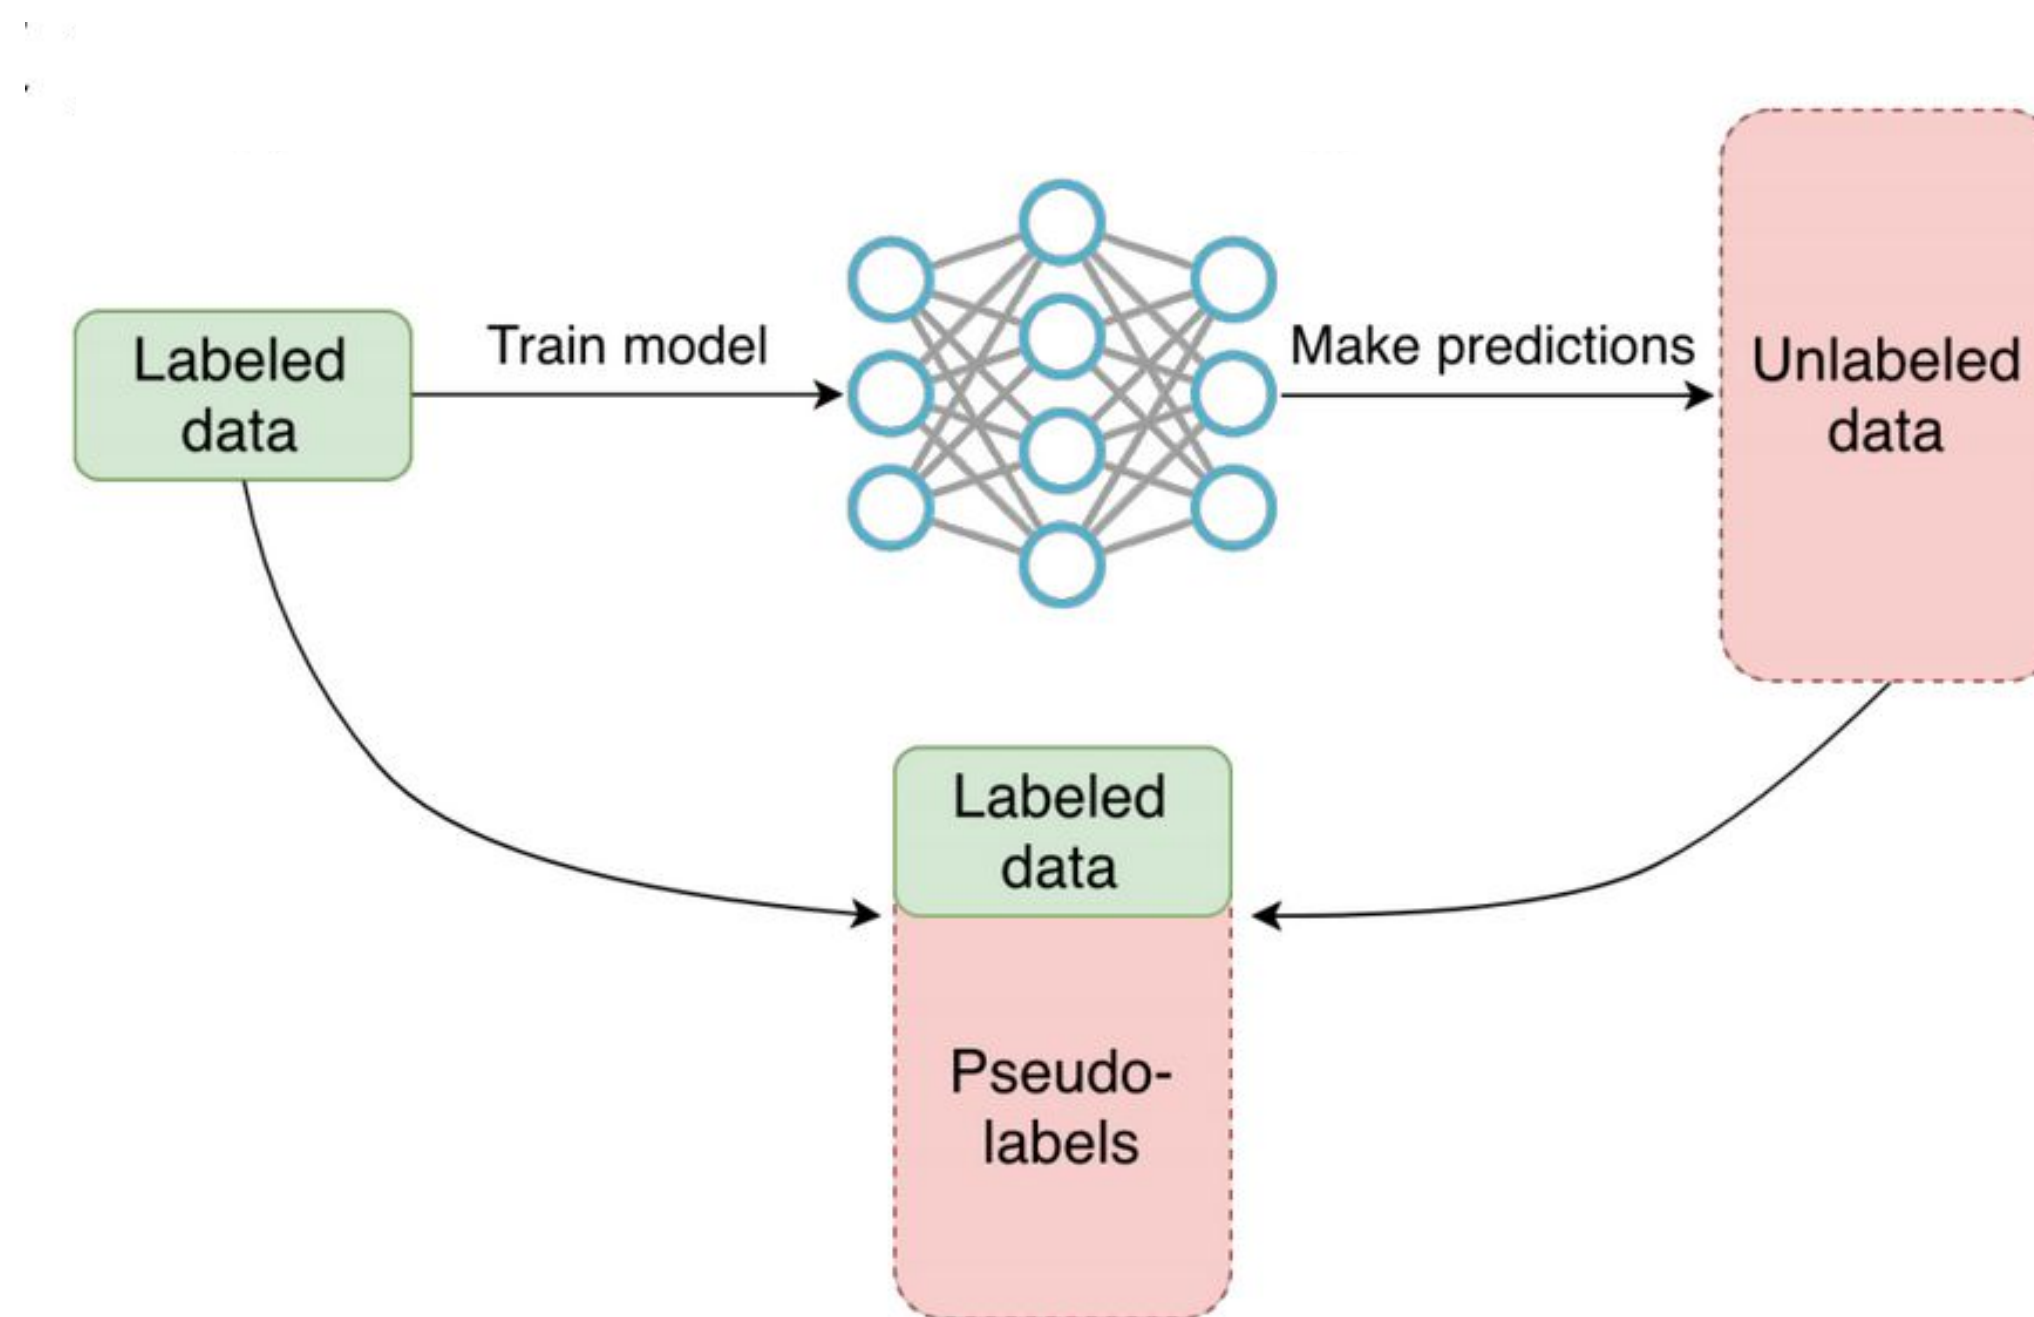 Labeled
data
Train model
Make predictions
Unlabeled
data
Labeled
data
Pseudo-
labels